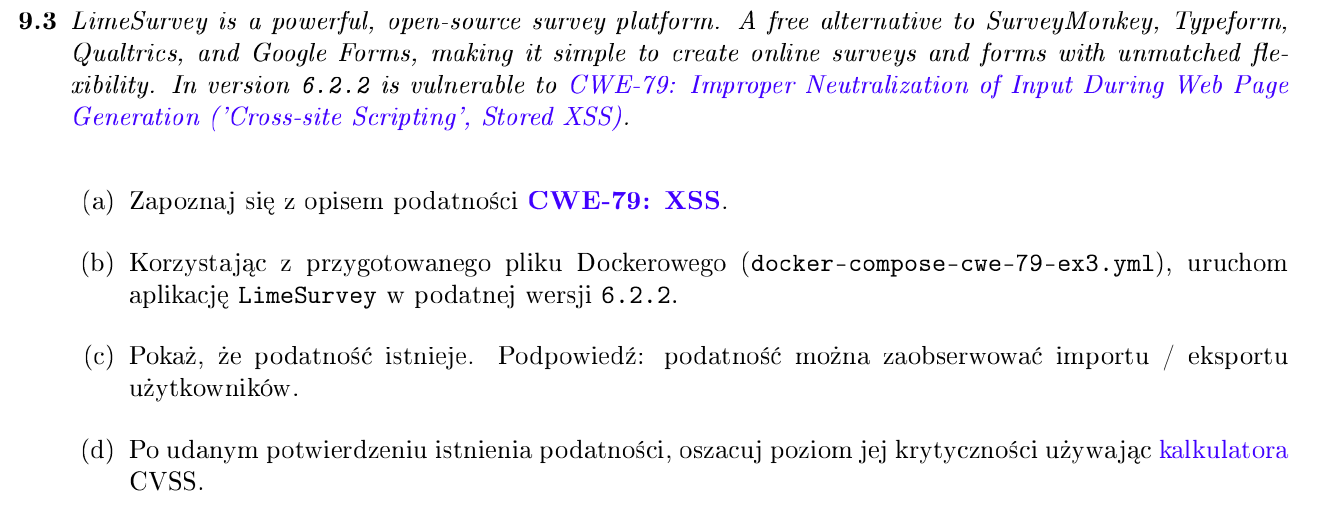 9.3 LimeSurvey is a powerful, open-source survey platform. A free alternative to SurveyMonkey, Typeform,
Qualtrics, and Google Forms, making it simple to create online surveys and forms with unmatched fle-
xibility. In version 6.2.2 is vulnerable to CWE-79: Improper Neutralization of Input During Web Page
Generation ('Cross-site Scripting', Stored XSS).
(a) Zapoznaj się z opisem podatności CWE-79: XSS.
(b) Korzystając z przygotowanego pliku Dockerowego (docker-compose-cwe-79-ex3.yml), uruchom
aplikację LimeSurvey w podatnej wersji 6.2.2.
(c) Pokaż, że podatność istnieje. Podpowiedź: podatność można zaobserwować importu / eksportu
użytkowników.
(d) Po udanym potwierdzeniu istnienia podatności, oszacuj poziom jej krytyczności używając kalkulatora
CVSS.